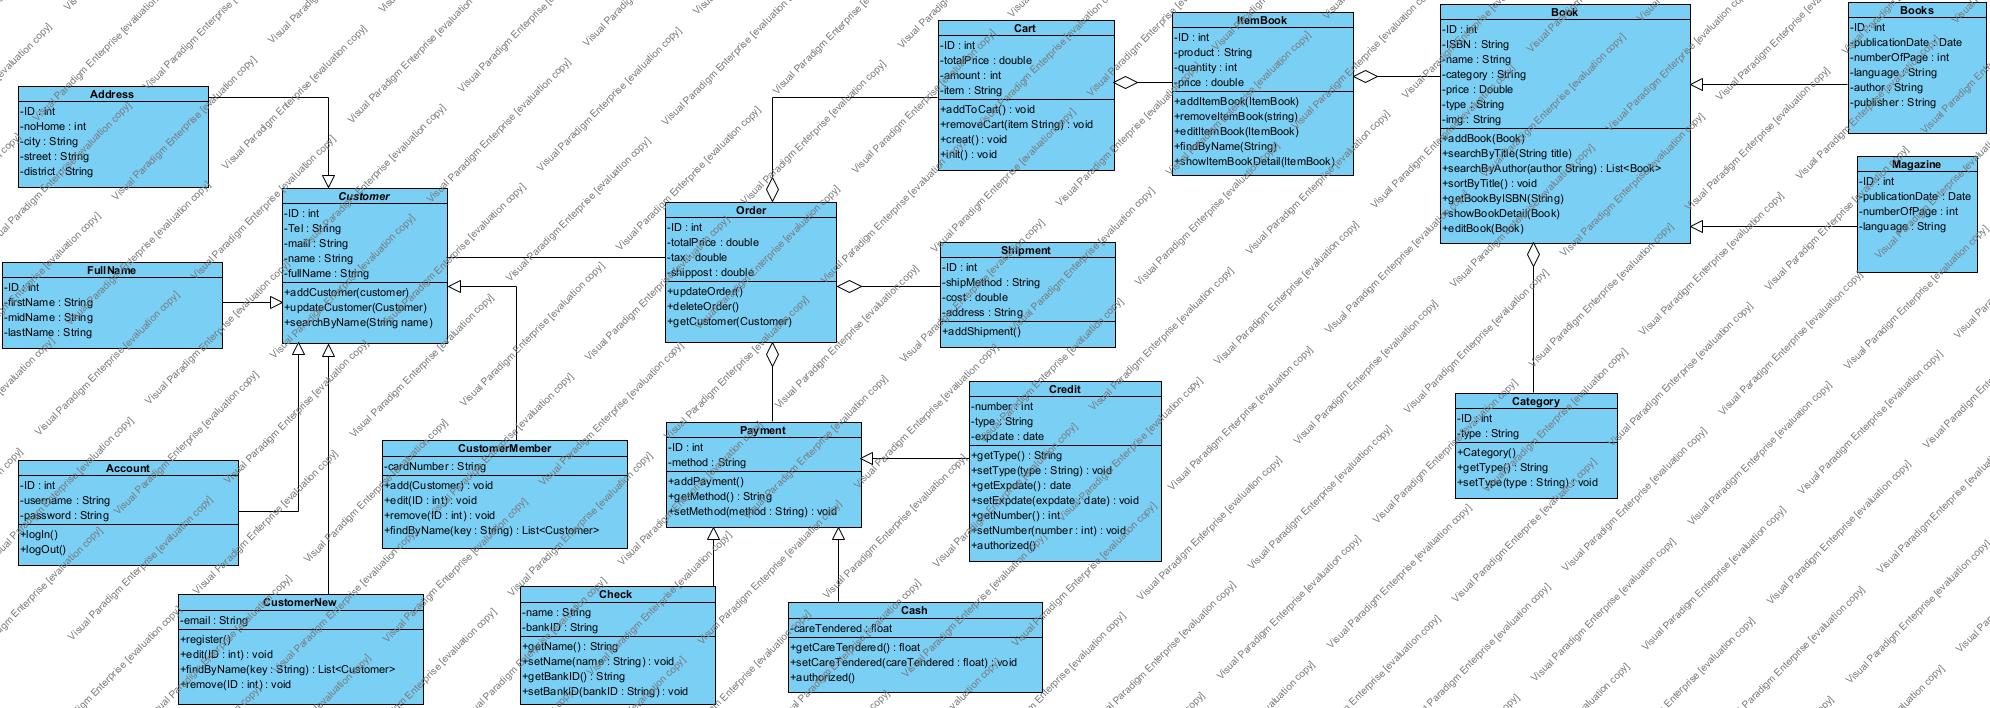 Address
-ID : int
-noHome : int
-city : String
-street : String
-district : String
FullName
-ID : int
-firstName : String
-midName : String
-lastName : String
Account
-ID : int
-username : String
-password : String
+logIn()
+logOut()
Customer
-ID : int
-Tel : String
-mail : String
-name : String
-fullName : String
+addCustomer(customer)
+updateCustomer(Customer)
+searchByName(String name)
CustomerMember
-cardNumber : String
+add(Customer) : void
+edit(ID : int) : void
+remove(ID : int) : void
+findByName(key : String) : List<Customer>
CustomerNew
-email : String
+register()
+edit(ID : int) : void
+findByName(key : String) : List<Customer>
+remove(ID : int) : void
Order
-ID : int
-totalPrice : double
-tax : double
-shippost : double
+updateOrder()
+deleteOrder()
+getCustomer(Customer)
Payment
-ID : int
-method : String
+addPayment()
+getMethod() : String
+setMethod(method : String) : void
Check
-name : String
-bankID : String
+getName() : String
+setName(name : String) : void
+getBankID() : String
+setBankID(bankID : String) : void
Cash
-careTendered : float
+getCareTendered() : float
+setCareTendered(careTendered : float) : void
+authorized()
Credit
-number : int
-type : String
-expdate : date
+getType() : String
+setType(type : String) : void
+getExpdate() : date
+setExpdate(expdate : date) : void
+getNumber() : int
+setNumber(number : int) : void
+authorized()
Shipment
-ID : int
-shipMethod : String
-cost : double
-address : String
+addShipment()
Cart
-ID : int
-totalPrice : double
-amount : int
-item : String
+addToCart() : void
+removeCart(item String) : void
+creat() : void
+init() : void
ItemBook
-ID : int
-product : String
-quantity : int
-price : double
+addItemBook(ItemBook)
+removeItemBook(string)
+editItemBook(ItemBook)
+findByName(String)
+showItemBookDetail(ItemBook)
Book
-ID : int
-ISBN : String
-name : String
-category : String
-price : Double
-type : String
-img : String
+addBook(Book)
+searchByTitle(String title)
+searchByAuthor(author String) : List<Book>
+sortByTitle() : void
+getBookByISBN(String)
+showBookDetail(Book)
+editBook(Book)
Books
-ID : int
-publicationDate : Date
-numberOfPage : int
-language : String
-author : String
-publisher : String
Magazine
-ID : int
-publicationDate : Date
-numberOfPage : int
-language : String
Category
-ID : int
-type : String
+Category()
+getType() : String
+setType(type : String) : void
Visual Paradigm Enterprise [evaluation copy]